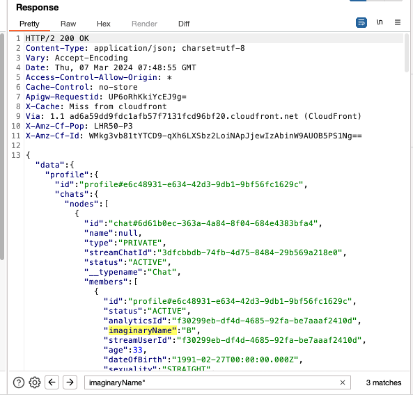 Response
Pretty Raw Hex Render Diff
\n
1 HTTP/2 200 OK
2 Content-Type: application/json; charset=utf-8
3 Vary: Accept-Encoding
4 Date: Thu, 07 Mar 2024 07:48:55 GMT
5 Access-Control-Allow-Origin: *
6 Cache-Control: no-store
7 Apigw-Requestid: UP6oRhKkiYcEJ9g=
8 X-Cache: Miss from cloudfront
9 Via: 1.1 ad6a59dd9fdc1afb57f7131fcd96bf20.cloudfront.net (CloudFront)
10 X-Amz-Cf-Pop: LHR50-P3
11 X-Amz-Cf-Id: WMkg3vb81tYTCD9-qXh6LXSbz2LoiNApJjewIzAbinW9AUOB5PS1Ng==
12
13 {
"data":{
"profile":{
"id":"profile#e6c48931-e634-42d3-9db1-9bf56fc1629c",
"chats":{
"nodes":[
{
"id":"chat#6d61b0ec-363a-4a84-8f04-684e4383bfa4",
"name":null,
"type":"PRIVATE",
"streamChatId":"3dfcbbdb-74fb-4d75-8484-29b569a218e0",
"status":"ACTIVE",
"__typename":"Chat",
"members":[
{
"id":"profile#e6c48931-e634-42d3-9db1-9bf56fc1629c",
"status":"ACTIVE",
"analyticsId":"f30299eb-df4d-4685-92fa-be7aaaf2410d",
"imaginaryName":"B",
"streamUserId":"f30299eb-df4d-4685-92fa-be7aaaf2410d",
"age":33,
"dateOfBirth":"1991-02-27T00:00:00.000Z",
"sexuality":"STRAIGHT"
imaginaryName" 3 matches